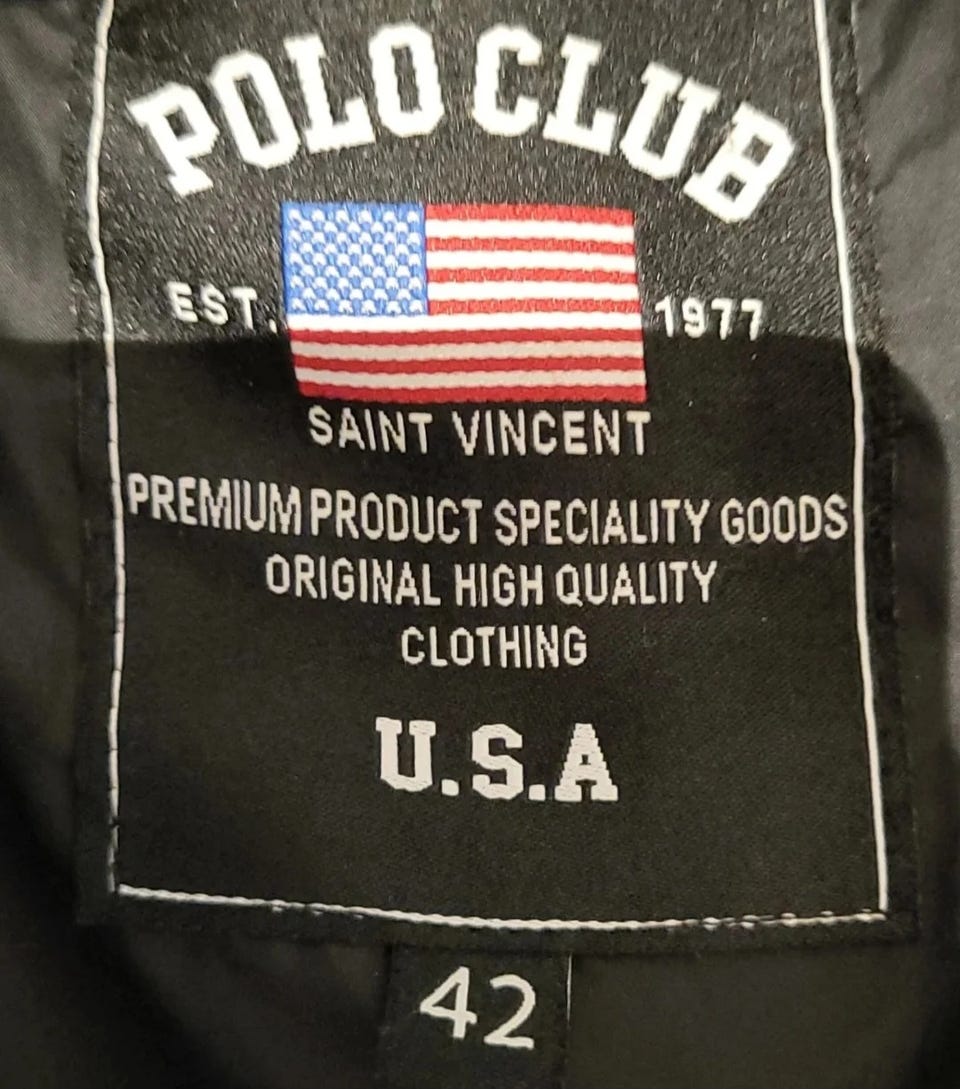 POLO CLUB
EST. 1977
SAINT VINCENT
PREMIUM PRODUCT SPECIALITY GOODS
ORIGINAL HIGH QUALITY
CLOTHING
U.S.A
42